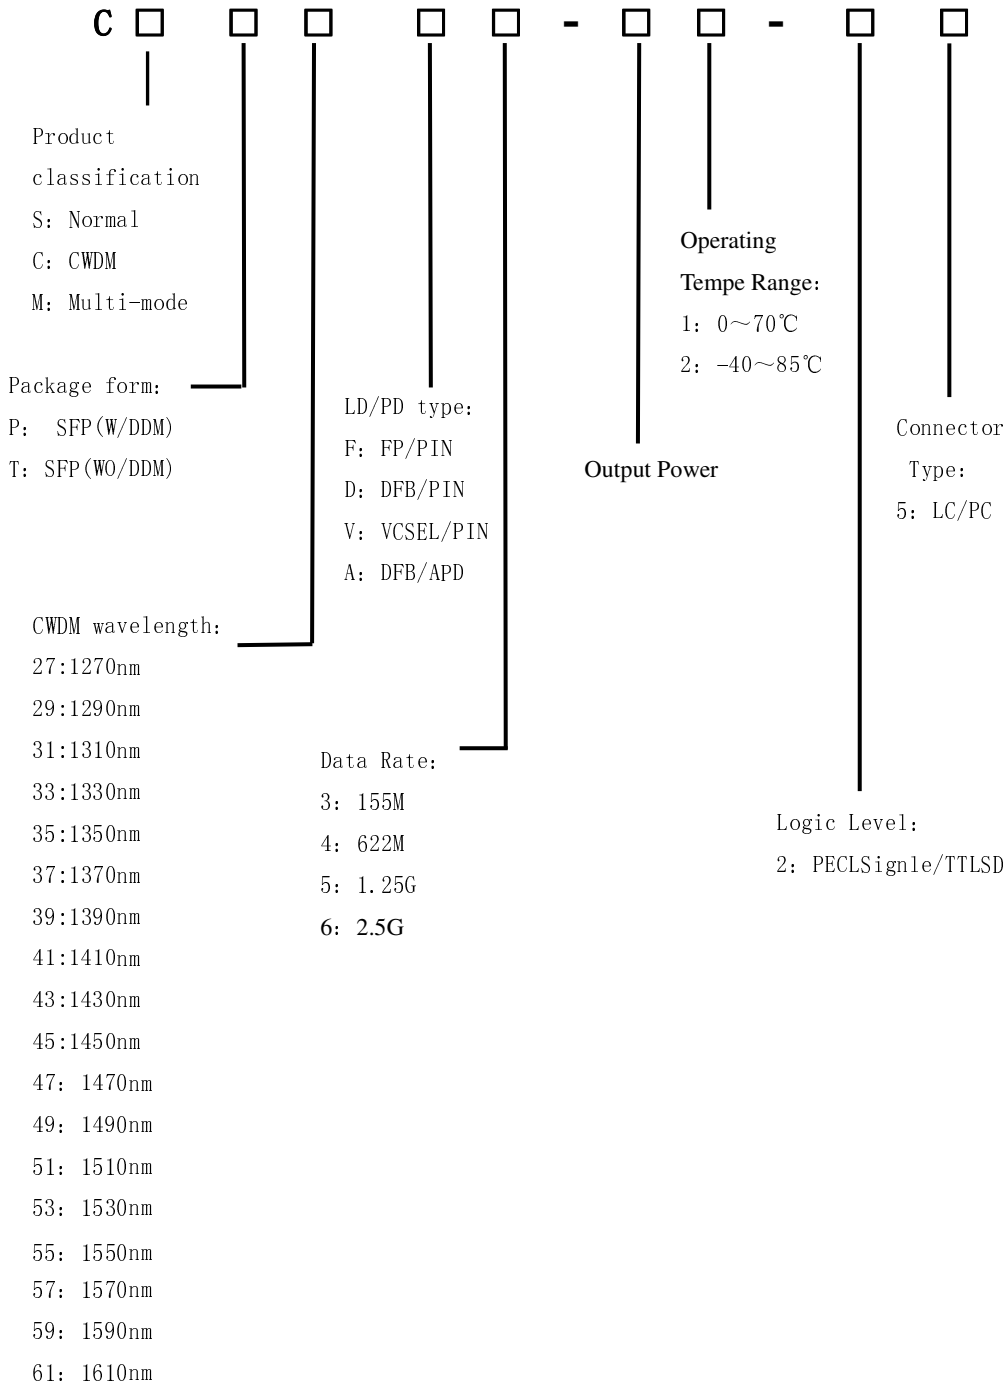 C□ □ □ □ □ - □ □ - □ □
Product
classification
S: Normal
C: CWDM
M: Multi-mode
Package form:
P: SFP(W/DDM)
T: SFP(WO/DDM)
CWDM wavelength:
27:1270nm
29:1290nm
31:1310nm
33:1330nm
35:1350nm
37:1370nm
39:1390nm
41:1410nm
43:1430nm
45:1450nm
47: 1470nm
49: 1490nm
51: 1510nm
53: 1530nm
55: 1550nm
57: 1570nm
59: 1590nm
61: 1610nm
LD/PD type:
F: FP/PIN
D: DFB/PIN
V: VCSEL/PIN
A: DFB/APD
Data Rate:
3: 155M
4: 622M
5: 1.25G
6: 2.5G
Output Power
Operating
Tempe Range:
1: 0～70℃
2: -40～85℃
Logic Level:
2: PECLSignle/TTLSD
Connector
Type:
5: LC/PC